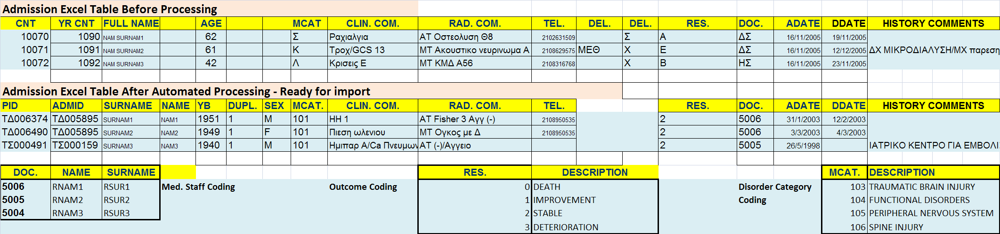 Admission Excel Table Before Processing
CNT YR CNT FULL NAME AGE MCAT CLIN. COM. RAD. COM. TEL. DEL. DEL. RES. DOC. ADATE DDATE HISTORY COMMENTS
10070 1090 NAM SURNAM1 62 Σ Ραχιαλγια ΑΤ Οστεολυση Θ8 2102631509 Σ Α ΔΣ 16/11/2005 19/11/2005
10071 1091 NAM SURNAM2 61 Κ Τροχ/GCS 13 ΜΤ Ακουστικο νευρινωμα Α 2108629575 ΜΕΘ Χ Ε ΔΣ 16/11/2005 12/12/2005 ΔΧ ΜΙΚΡΟΔΙΑΛΥΣΗ/ΜΧ παρεση
10072 1092 NAM SURNAM3 42 Λ Κρισεις Ε ΜΤ ΚΜΔ Α56 2108316768 Χ Β ΗΣ 16/11/2005 23/11/2005
Admission Excel Table After Automated Processing - Ready for import
PID ADMID SURNAME NAME YB DUPL. SEX MCAT. CLIN. COM. RAD. COM. TEL. RES. DOC. ADATE DDATE HISTORY COMMENTS
ΤΔ006374 ΤΔ005895 SURNAM1 NAM1 1951 1 M 101 HH 1 ΑΤ Fisher 3 Αγγ (-) 2108950535 2 5006 31/1/2003 12/2/2003
ΤΔ006490 ΤΔ005895 SURNAM2 NAM2 1949 1 F 101 Πιεση ωλενιου ΜΤ Ογκος με Δ 2108950535 2 5006 3/3/2003 4/3/2003
ΤΣ000491 ΤΣ000159 SURNAM3 NAM3 1940 1 M 101 Ημιπαρ Α/Ca Πνευμων ΑΤ (-)/Αγγειο 2 5005 26/5/1998 ΙΑΤΡΙΚΟ ΚΕΝΤΡΟ ΓΙΑ ΕΜΒΟΛΙ
DOC. NAME SURNAME RES. DESCRIPTION MCAT. DESCRIPTION
5006 RNAM1 RSUR1 Med. Staff Coding Outcome Coding 0 DEATH Disorder Category 103 TRAUMATIC BRAIN INJURY
5005 RNAM2 RSUR2 1 IMPROVEMENT Coding 104 FUNCTIONAL DISORDERS
5004 RNAM3 RSUR3 2 STABLE 105 PERIPHERAL NERVOUS SYSTEM
3 DETERIORATION 106 SPINE INJURY